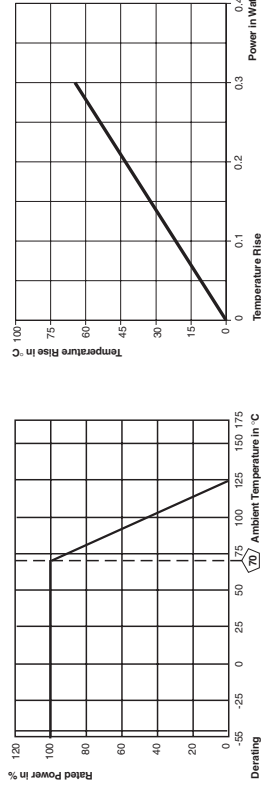 Rated Power in %
120
100
80
60
40
20
0
-55 -25 0 25 50 75 100 125 150 175
70
Ambient Temperature in °C
Derating
Temperature Rise in °C
100
75
60
45
30
15
0
0 0.1 0.2 0.3 0.4
Power in Wat
Temperature Rise